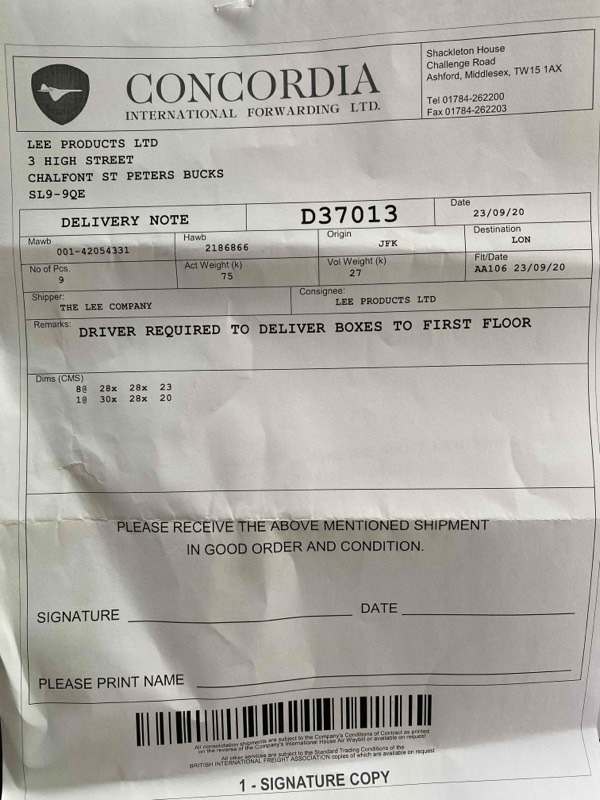 CONCORDIA
INTERNATIONAL FORWARDING LTD.
Shackleton House
Challenge Road
Ashford, Middlesex, TW15 1AX
Tel 01784-262200
Fax 01784-262203
LEE PRODUCTS LTD
3 HIGH STREET
CHALFONT ST PETERS BUCKS
SL9-9QE
DELIVERY NOTE
D37013
Date
23/09/20
Mawb
001-42054331
Hawb
2186866
Origin
JFK
Destination
LON
No of Pcs.
9
Act Weight (k)
75
Vol Weight (k)
27
Flt/Date
AA106 23/09/20
Shipper:
THE LEE COMPANY
Consignee:
LEE PRODUCTS LTD
Remarks: DRIVER REQUIRED TO DELIVER BOXES TO FIRST FLOOR
Dims (CMS)
8@ 28x 28x 23
1@ 30x 28x 20
PLEASE RECEIVE THE ABOVE MENTIONED SHIPMENT
IN GOOD ORDER AND CONDITION.
SIGNATURE DATE
PLEASE PRINT NAME
All consolidation shipments are subject to the Company's Conditions of Contract as printed
on the reverse of the Company's International House Air Waybill or available on request
All other services are subject to the Standard Trading Conditions of the
BRITISH INTERNATIONAL FREIGHT ASSOCIATION copies of which are available on request
1 - SIGNATURE COPY